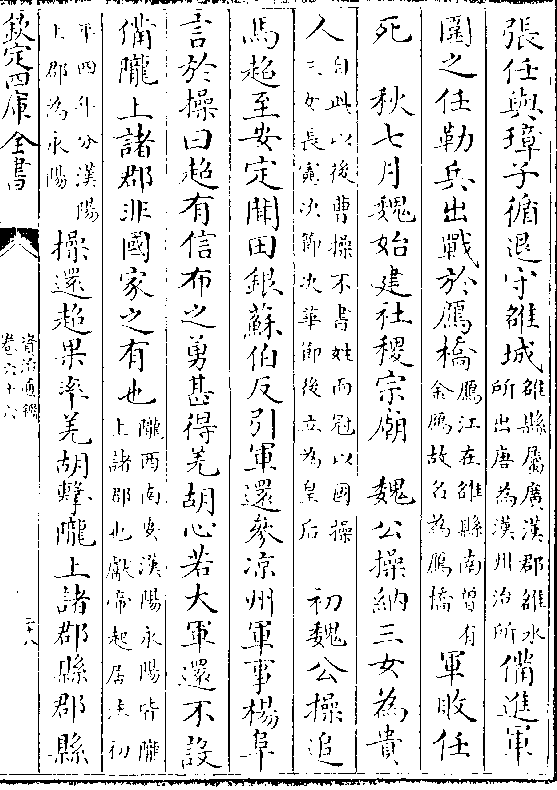 張任與璋子循退守雒城雒縣屬廣漢郡雒水所出唐為漢州治所備進軍
圍之任勒兵出戰於鴈橋鴈江在雒縣南曾有金鴈故名為鴈橋軍敗任
死　秋七月魏始建社稷宗廟　魏公操納三女為貴
人自此以後曹操不書姓而冠以國操三女長憲次節次華節後立為皇后　初魏公操追
馬超至安定聞田銀蘇伯反引軍還參涼州軍事楊阜
言於操曰超有信布之勇甚得羌胡心若大軍還不設
備隴上諸郡非國家之有也隴西南安漢陽永陽皆隴上諸郡也獻帝起居注初
平四年分漢陽上郡為永陽操還超果率羌胡擊隴上諸郡縣郡縣
欽定四庫全書
資治通鑑
卷六十六
二十八